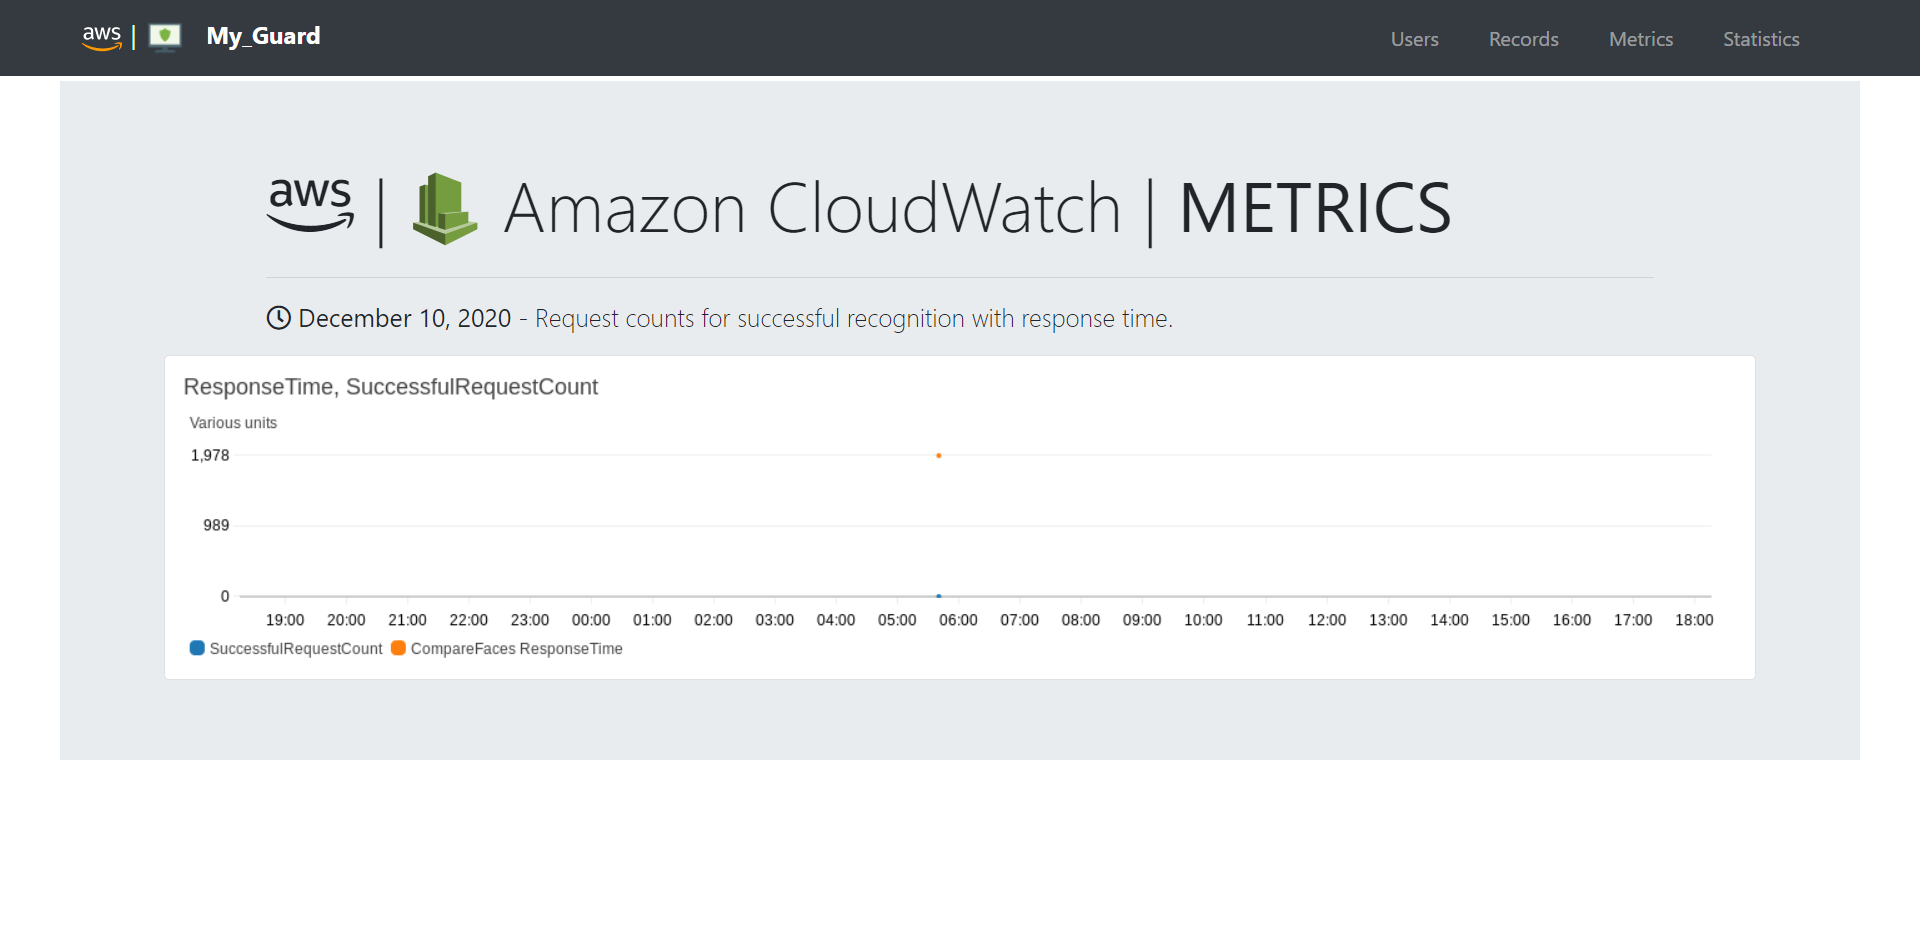 aws | My_Guard Users Records Metrics Statistics
aws | Amazon CloudWatch | METRICS
December 10, 2020 - Request counts for successful recognition with response time.
ResponseTime, SuccessfulRequestCount
Various units
1,978
989
0
19:00 20:00 21:00 22:00 23:00 00:00 01:00 02:00 03:00 04:00 05:00 06:00 07:00 08:00 09:00 10:00 11:00 12:00 13:00 14:00 15:00 16:00 17:00 18:00
SuccessfulRequestCount CompareFaces ResponseTime